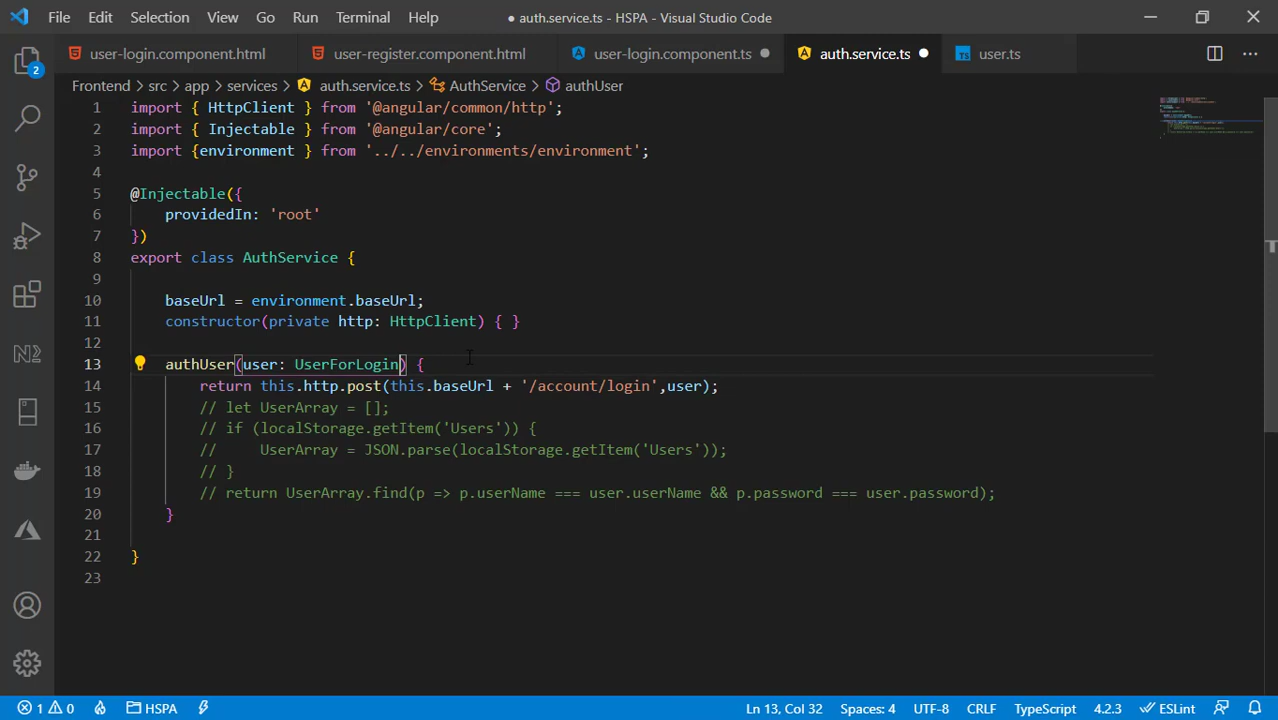 File Edit Selection View Go Run Terminal Help ● auth.service.ts - HSPA - Visual Studio Code
user-login.component.html user-register.component.html user-login.component.ts auth.service.ts user.ts
Frontend > src > app > services > auth.service.ts > AuthService > authUser
1 import { HttpClient } from '@angular/common/http';
2 import { Injectable } from '@angular/core';
3 import {environment } from '../../environments/environment';
4
5 @Injectable({
6 providedIn: 'root'
7 })
8 export class AuthService {
9
10 baseUrl = environment.baseUrl;
11 constructor(private http: HttpClient) { }
12
13 authUser(user: UserForLogin) {
14 return this.http.post(this.baseUrl + '/account/login',user);
15 // let UserArray = [];
16 // if (localStorage.getItem('Users')) {
17 //     UserArray = JSON.parse(localStorage.getItem('Users'));
18 // }
19 // return UserArray.find(p => p.userName === user.userName && p.password === user.password);
20 }
21
22 }
23
2
1 0 HSPA Ln 13, Col 32 Spaces: 4 UTF-8 CRLF TypeScript 4.2.3 ESLint